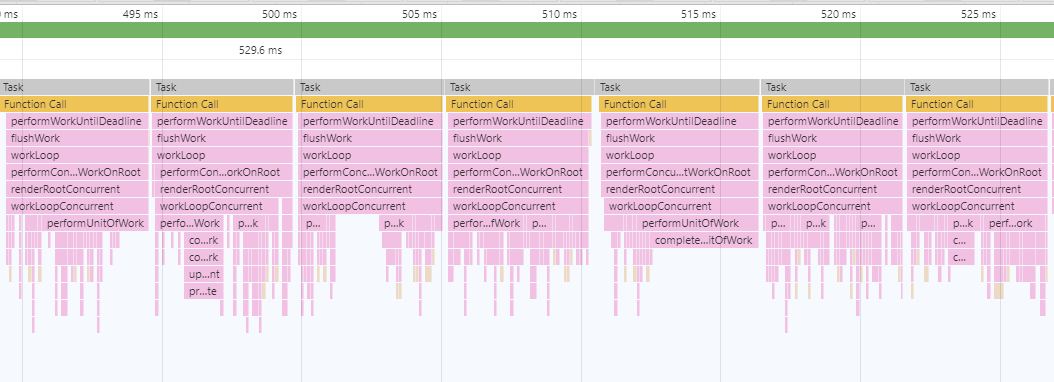 0 ms 495 ms 500 ms 505 ms 510 ms 515 ms 520 ms 525 ms
529.6 ms
Task Task Task Task Task Task Task
Function Call Function Call Function Call Function Call Function Call Function Call Function Call
performWorkUntilDeadline performWorkUntilDeadline performWorkUntilDeadline performWorkUntilDeadline performWorkUntilDeadline performWorkUntilDeadline performWorkUntilDeadline
flushWork flushWork flushWork flushWork flushWork flushWork flushWork
workLoop workLoop workLoop workLoop workLoop workLoop workLoop
performCon...WorkOnRoot performCon...orkOnRoot performConc...WorkOnRoot performCon...WorkOnRoot performConcu...tWorkOnRoot performCon...WorkOnRoot performCon...WorkOnRoot
renderRootConcurrent renderRootConcurrent renderRootConcurrent renderRootConcurrent renderRootConcurrent renderRootConcurrent renderRootConcurrent
workLoopConcurrent workLoopConcurrent workLoopConcurrent workLoopConcurrent workLoopConcurrent workLoopConcurrent workLoopConcurrent
performUnitOfWork perfo...Work p...k p... p...k perfor...fWork p... performUnitOfWork p... p...k p... p...k perf...ork
co...rk complete...itOfWork c...
co...rk c...
up...nt
pr...te